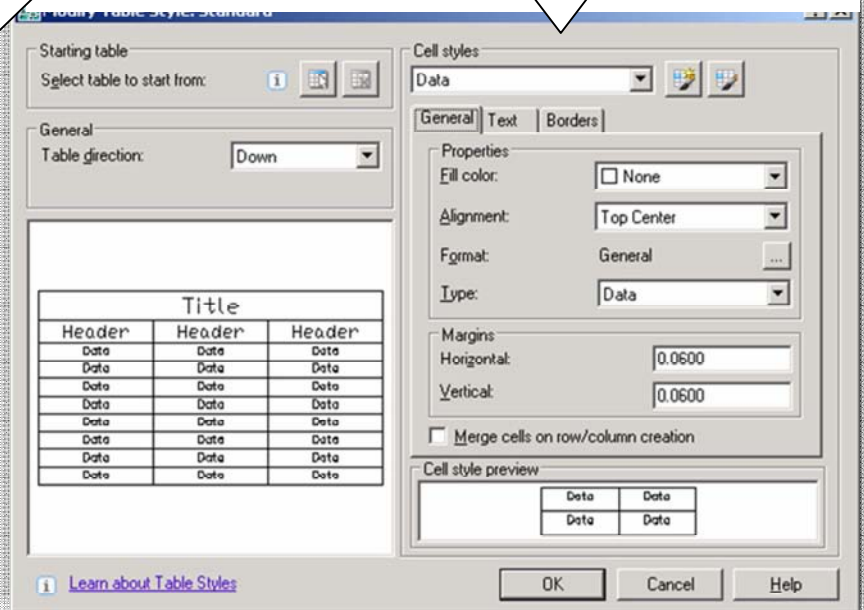 Modify Table Style: Standard
Starting table
Select table to start from:
General
Table direction:
Down
Title
Header Header Header
Data Data Data
Data Data Data
Data Data Data
Data Data Data
Data Data Data
Data Data Data
Data Data Data
Data Data Data
Learn about Table Styles
Cell styles
Data
General Text Borders
Properties
Fill color: None
Alignment: Top Center
Format: General ...
Type: Data
Margins
Horizontal: 0.0600
Vertical: 0.0600
Merge cells on row/column creation
Cell style preview
Data Data
Data Data
OK Cancel Help